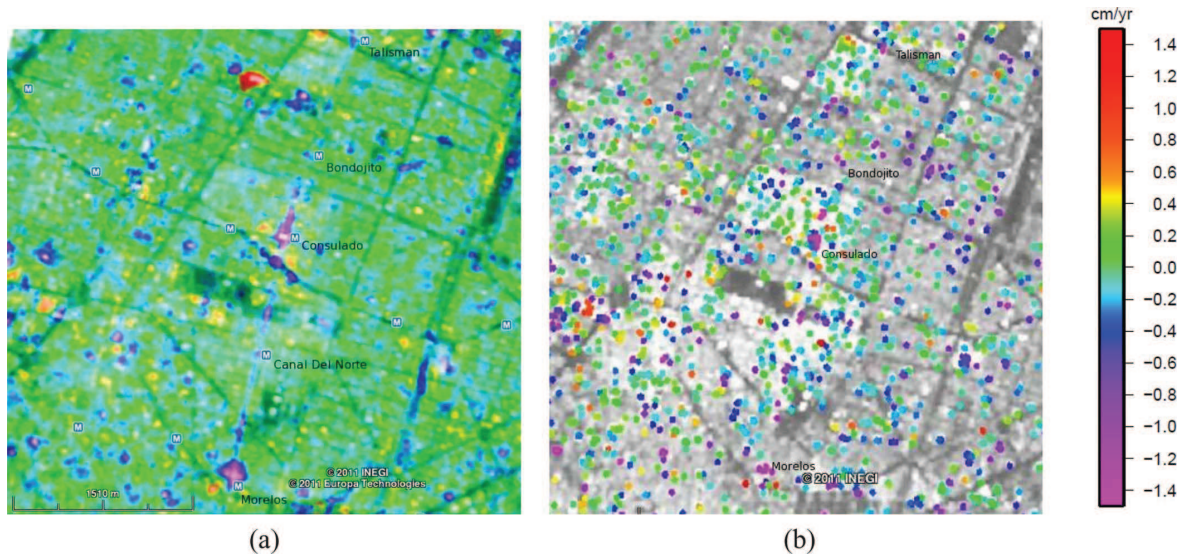 M
Talisman
M
M
Bondojito
M
M
M
Consulado
M
M
M
Canal Del Norte
M
M
© 2011 INEGI
© 2011 Europa Technologies
M
Morelos
1510 m
(a)
Talisman
Bondojito
Consulado
Morelos
© 2011 INEGI
(b)
cm/yr
1.4
1.2
1.0
0.8
0.6
0.4
0.2
0.0
−0.2
−0.4
−0.6
−0.8
−1.0
−1.2
−1.4